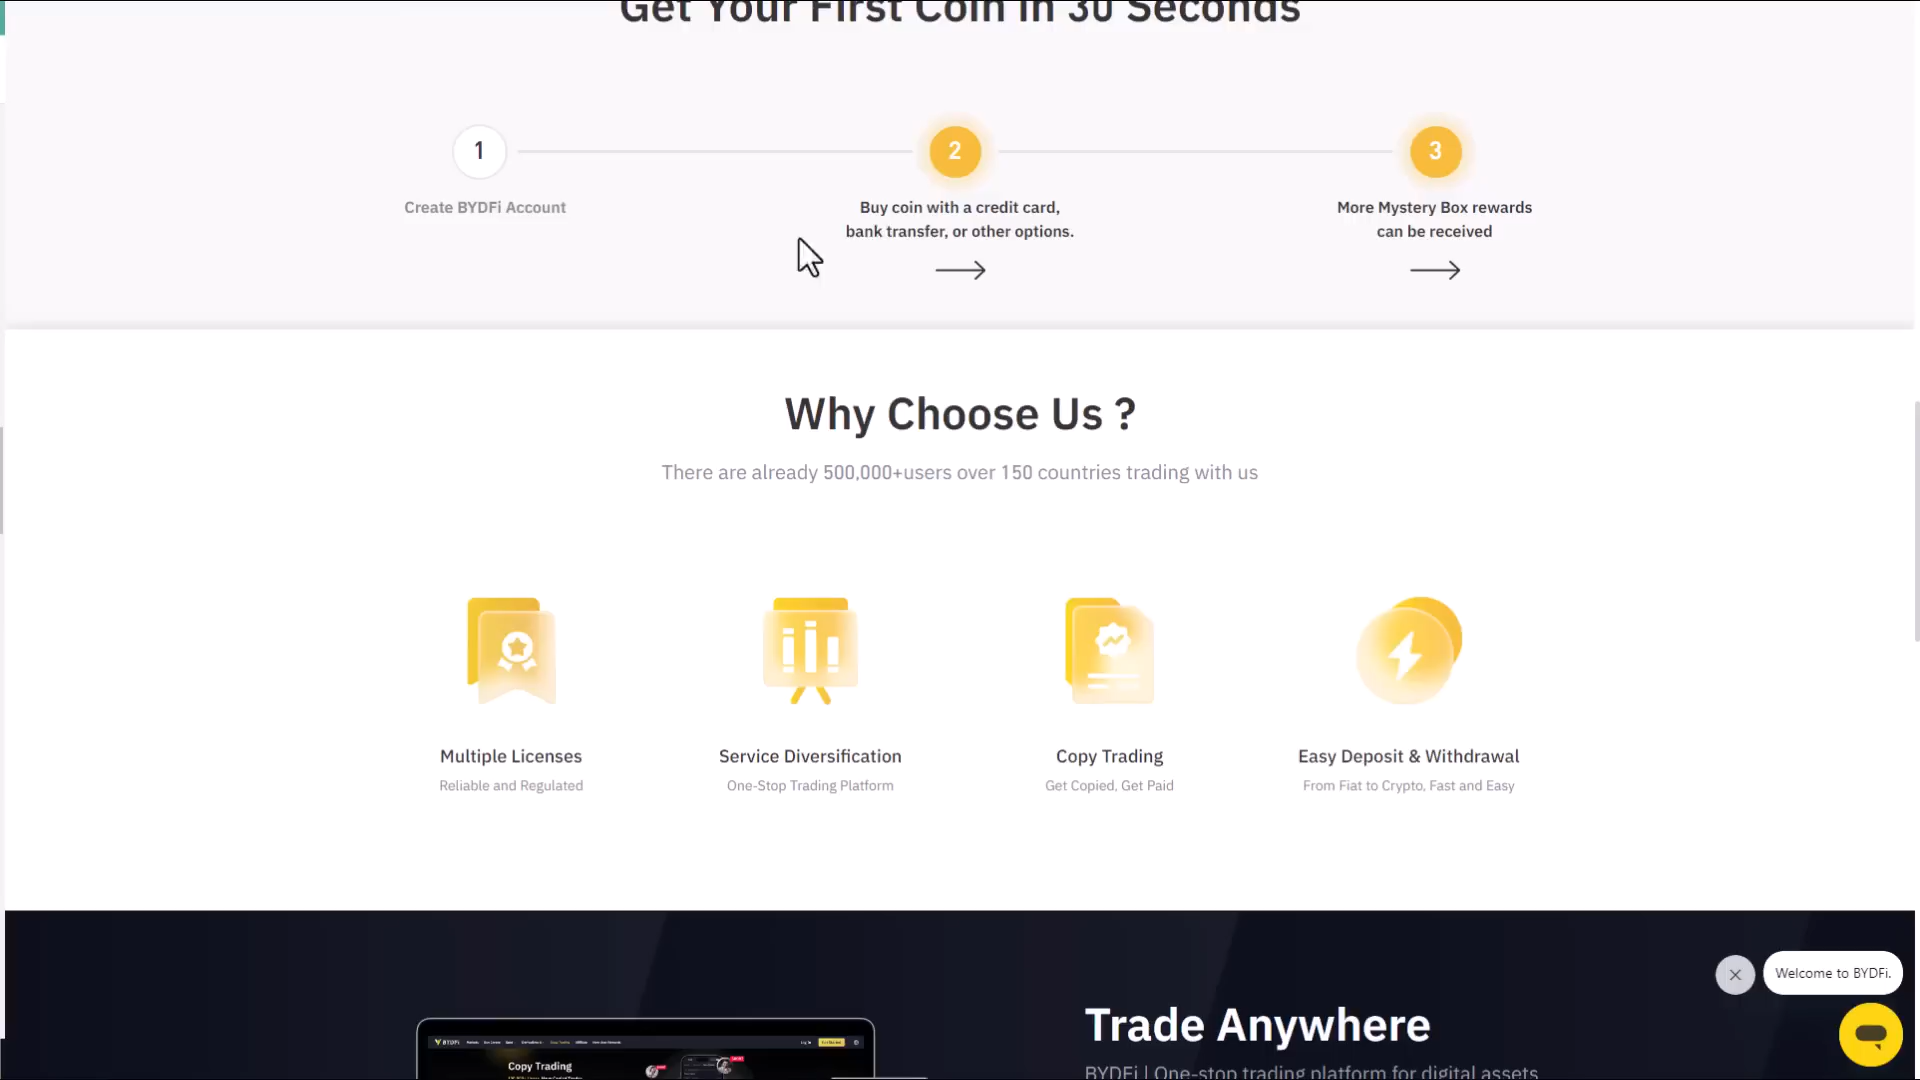 Get Your First Coin in 30 Seconds
1
2
3
Create BYDFi Account
Buy coin with a credit card,
bank transfer, or other options.
More Mystery Box rewards
can be received
Why Choose Us ?
There are already 500,000+users over 150 countries trading with us
Multiple Licenses
Service Diversification
Copy Trading
Easy Deposit & Withdrawal
Reliable and Regulated
One-Stop Trading Platform
Get Copied, Get Paid
From Fiat to Crypto, Fast and Easy
Welcome to BYDFi.
Trade Anywhere
BYDFi
Copy Trading
BYDFi | One-stop trading platform for digital assets